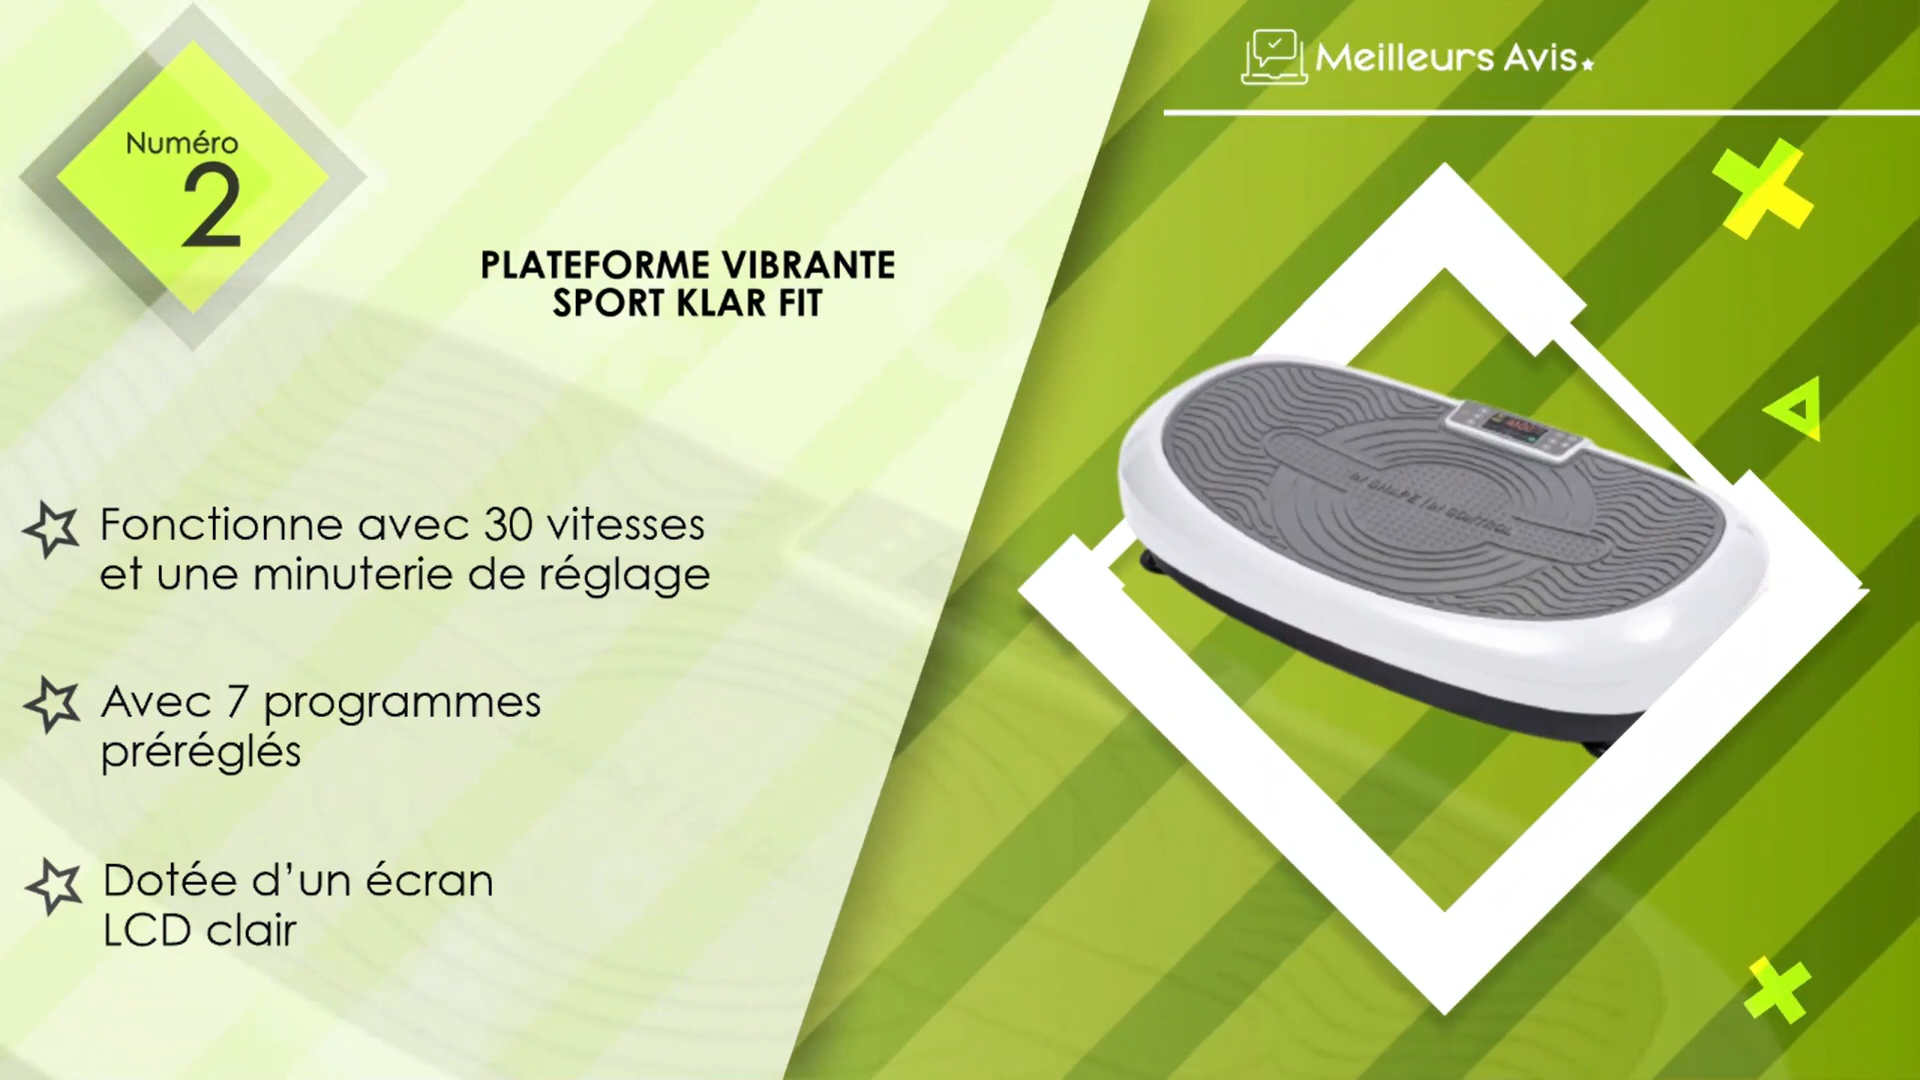 Numéro
2
Meilleurs Avis
PLATEFORME VIBRANTE
SPORT KLAR FIT
Fonctionne avec 30 vitesses
et une minuterie de réglage
Avec 7 programmes
préréglés
Dotée d’un écran
LCD clair